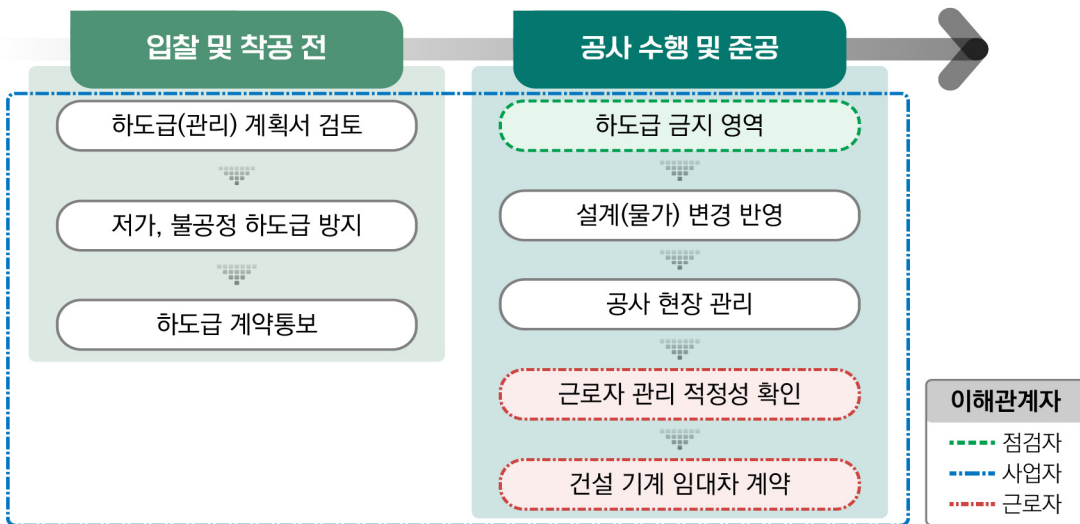 입찰 및 착공 전
하도급(관리) 계획서 검토
저가, 불공정 하도급 방지
하도급 계약통보
공사 수행 및 준공
하도급 금지 영역
설계(물가) 변경 반영
공사 현장 관리
근로자 관리 적정성 확인
건설 기계 임대차 계약
이해관계자
점검자
사업자
근로자